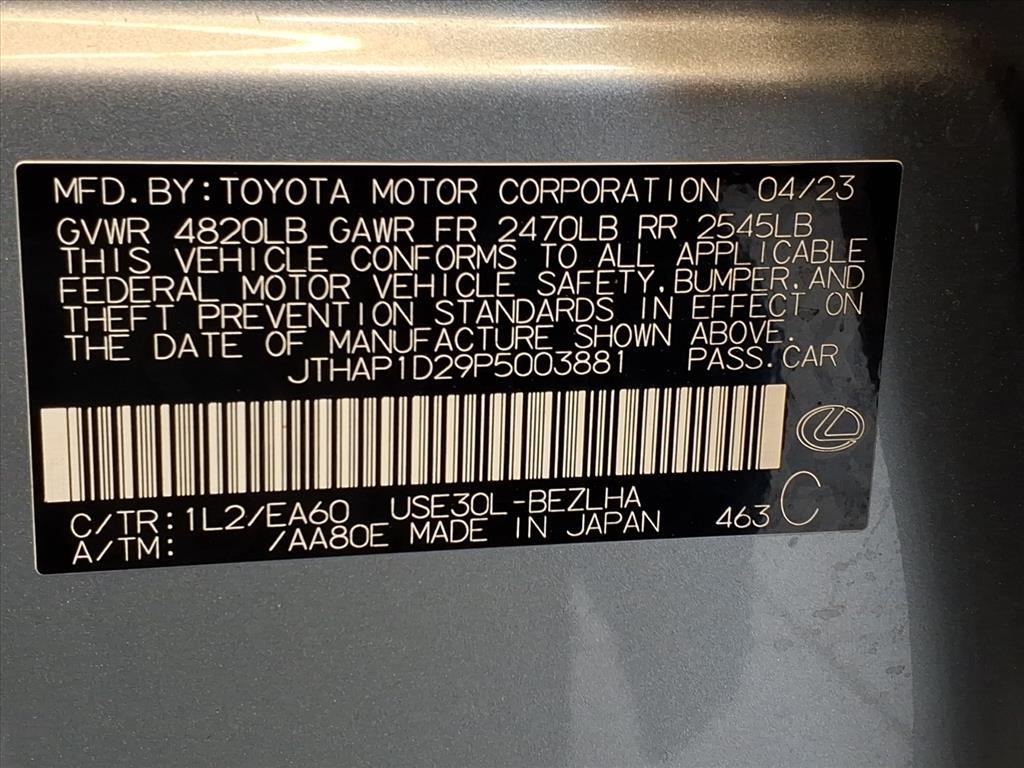 MFD.BY:TOYOTA MOTOR CORPORATION 04/23
GVWR 4820LB GAWR FR 2470LB RR 2545LB
THIS VEHICLE CONFORMS TO ALL APPLICABLE
FEDERAL MOTOR VEHICLE SAFETY,BUMPER,AND
THEFT PREVENTION STANDARDS IN EFFECT ON
THE DATE OF MANUFACTURE SHOWN ABOVE.
JTHAP1D29P5003881 PASS.CAR
C/TR:1L2/EA60 USE30L-BEZLHA
A/TM: /AA80E MADE IN JAPAN 463 C